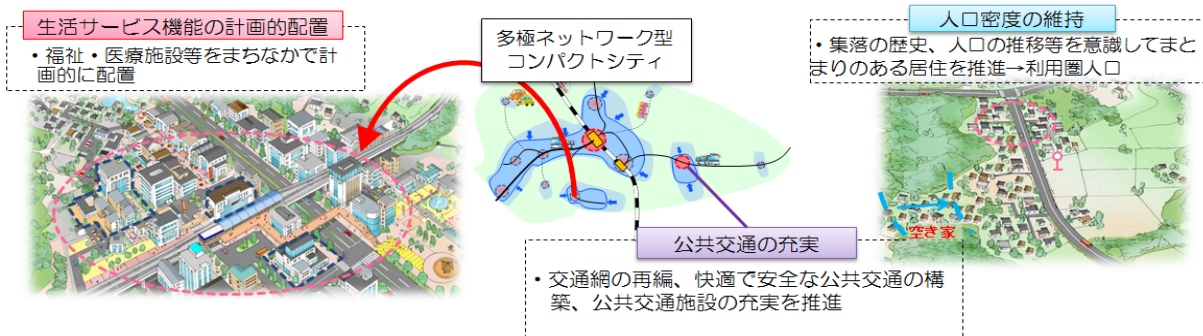 生活サービス機能の計画的配置
・福祉・医療施設等をまちなかで計
画的に配置
多極ネットワーク型
コンパクトシティ
人口密度の維持
・集落の歴史、人口の推移等を意識してまと
まりのある居住を推進→利用圏人口
空き家
公共交通の充実
・交通網の再編、快適で安全な公共交通の構
築、公共交通施設の充実を推進